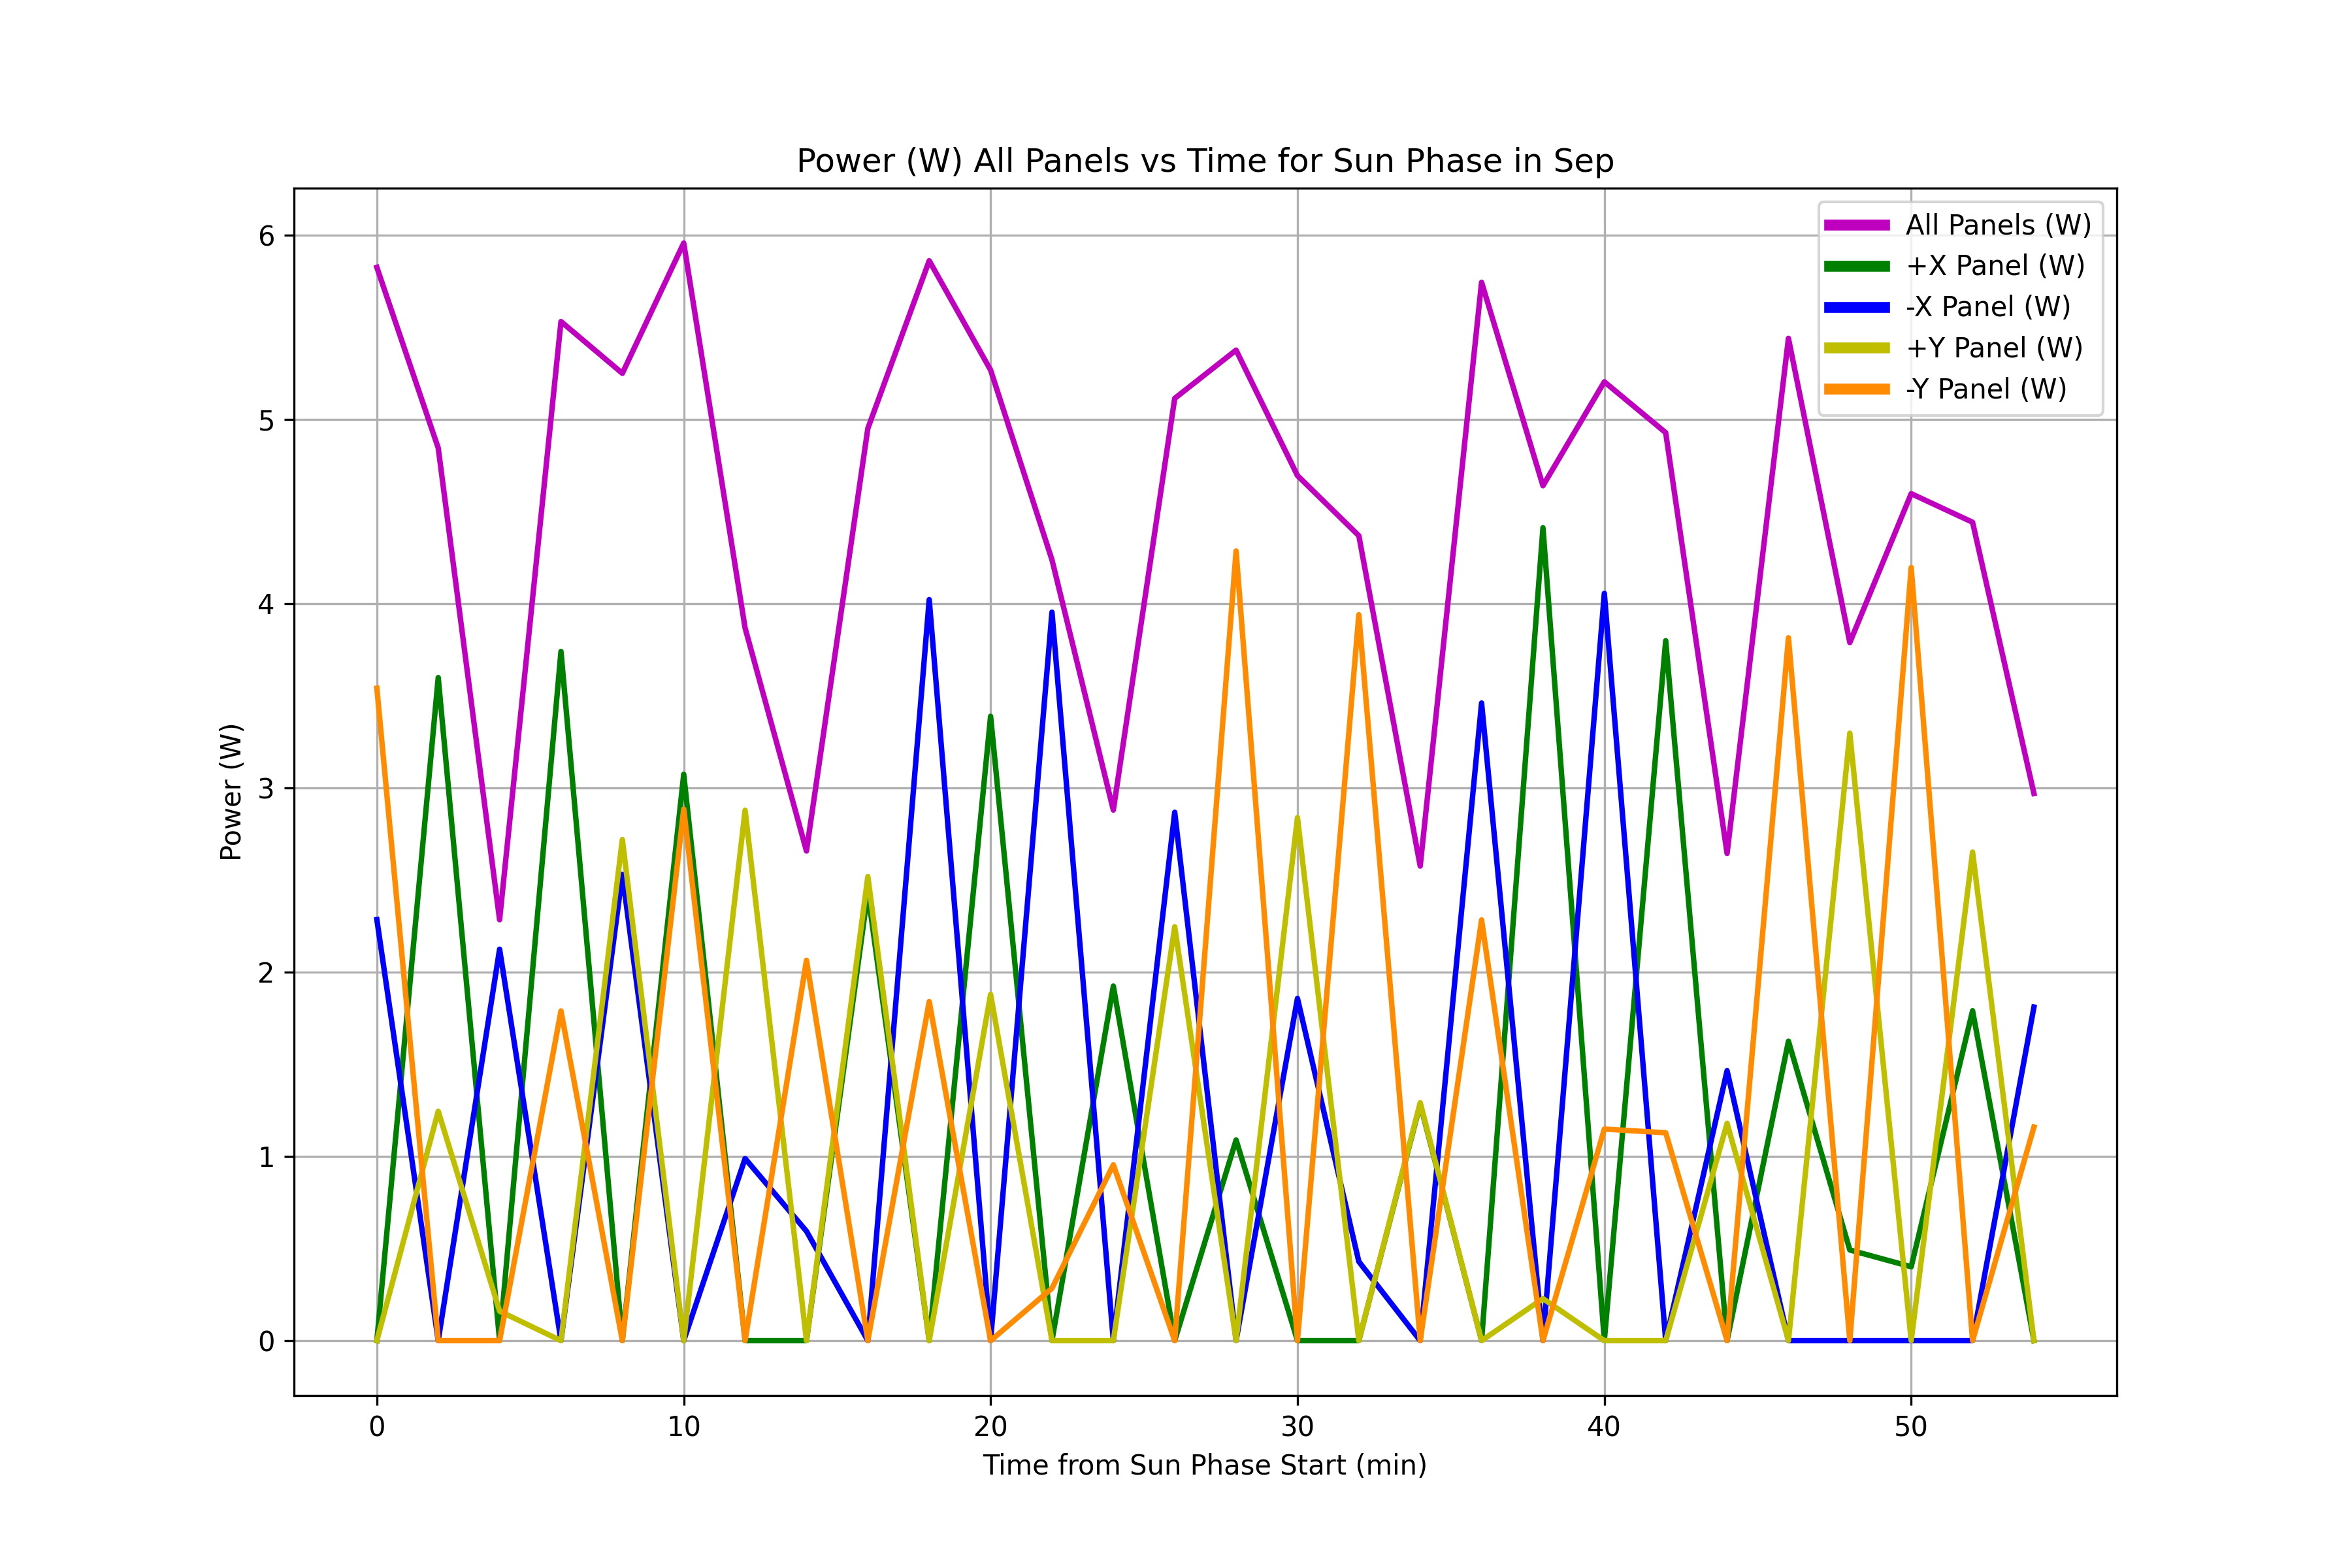 Power (W) All Panels vs Time for Sun Phase in Sep
All Panels (W)
+X Panel (W)
-X Panel (W)
+Y Panel (W)
-Y Panel (W)
6
5
4
3
2
1
0
Power (W)
0 10 20 30 40 50
Time from Sun Phase Start (min)